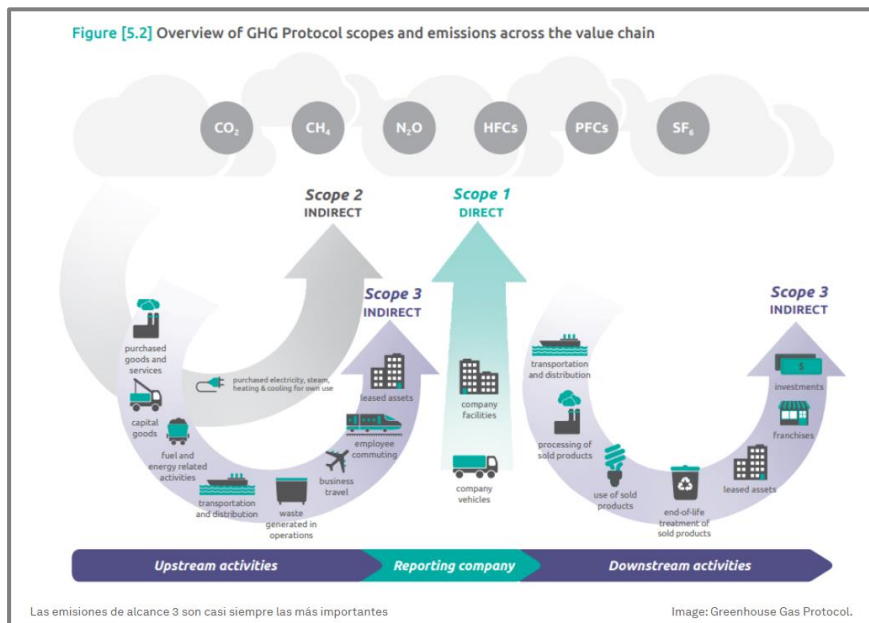 Figure [5.2] Overview of GHG Protocol scopes and emissions across the value chain
CO₂
CH₄
N₂O
HFCs
PFCs
SF₆
Scope 2
INDIRECT
Scope 1
DIRECT
Scope 3
INDIRECT
Scope 3
INDIRECT
purchased
goods and
services
capital
goods
fuel and
energy related
activities
transportation
and distribution
waste
generated in
operations
business
travel
employee
commuting
leased assets
purchased electricity, steam,
heating & cooling for own use
company
facilities
company
vehicles
transportation
and distribution
processing of
sold products
use of sold
products
end-of-life
treatment of
sold products
leased assets
franchises
$
investments
Upstream activities
Reporting company
Downstream activities
Las emisiones de alcance 3 son casi siempre las más importantes
Image: Greenhouse Gas Protocol.